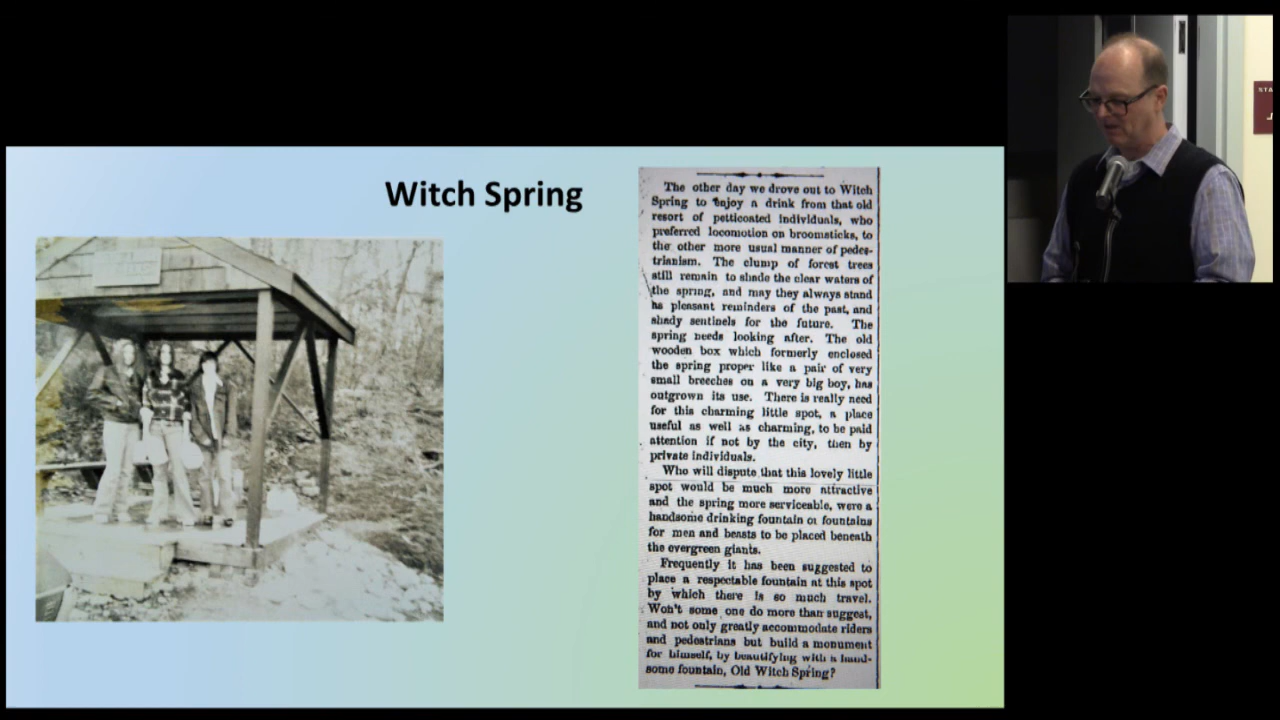 Witch Spring
The other day we drove out to Witch
Spring to enjoy a drink from that old
resort of petticoated individuals, who
preferred locomotion on broomsticks, to
the other more usual manner of pedes-
trianism. The clump of forest trees
still remain to shade the clear waters of
the spring, and may they always stand
as pleasant reminders of the past, and
shady sentinels for the future. The
spring needs looking after. The old
wooden box which formerly enclosed
the spring proper like a pair of very
small breeches on a very big boy, has
outgrown its use. There is really need
for this charming little spot, a place
useful as well as charming, to be paid
attention if not by the city, then by
private individuals.
Who will dispute that this lovely little
spot would be much more attractive
and the spring more serviceable, were a
handsome drinking fountain or fountains
for men and beasts to be placed beneath
the evergreen giants.
Frequently it has been suggested to
place a respectable fountain at this spot
by which there is so much travel.
Won't some one do more than suggest,
and not only greatly accommodate riders
and pedestrians but build a monument
for himself, by beautifying with a hand-
some fountain, Old Witch Spring?
STA